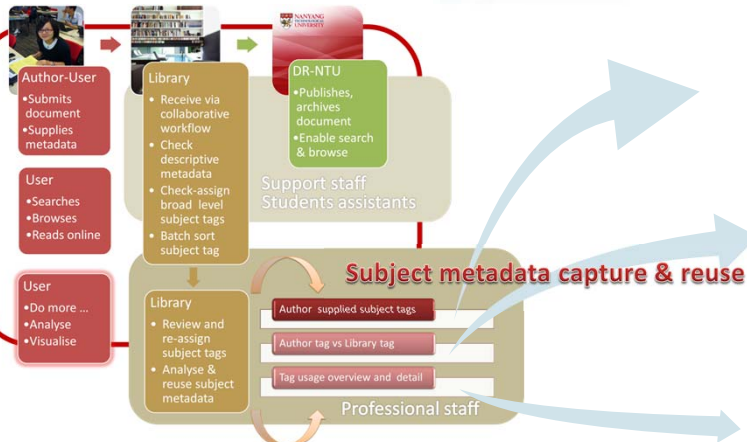 NANYANG
TECHNOLOGICAL
UNIVERSITY
Author-User
•Submits
document
•Supplies
metadata
Library
• Receive via
collaborative
workflow
• Check
descriptive
metadata
• Check-assign
broad level
subject tags
• Batch sort
subject tag
DR-NTU
•Publishes,
archives
document
•Enable search
& browse
Support staff
Students assistants
User
•Searches
•Browses
•Reads online
User
•Do more ...
•Analyse
•Visualise
Library
• Review and
re-assign
subject tags
• Analyse &
reuse subject
metadata
Subject metadata capture & reuse
Author supplied subject tags
Author tag vs Library tag
Tag usage overview and detail
Professional staff